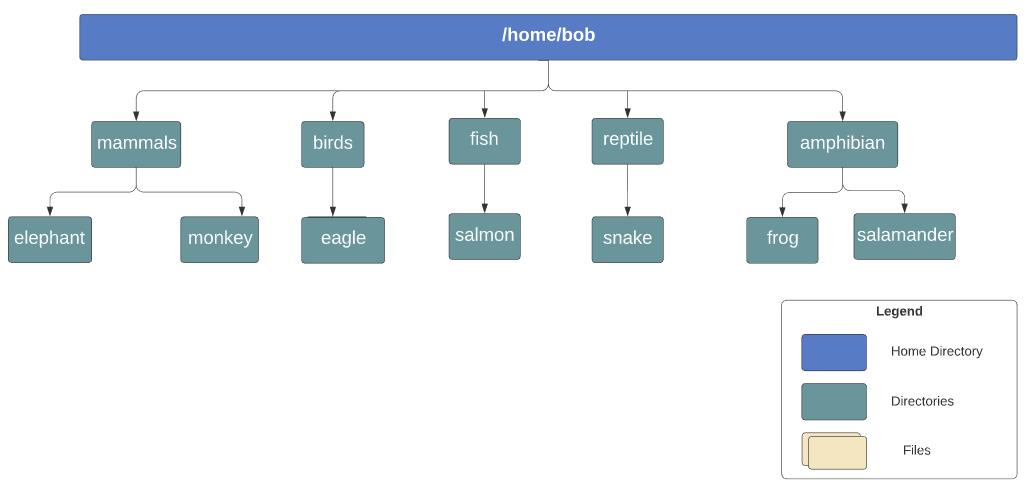 /home/bob
mammals
birds
fish
reptile
amphibian
elephant
monkey
eagle
salmon
snake
frog
salamander
Legend
Home Directory
Directories
Files